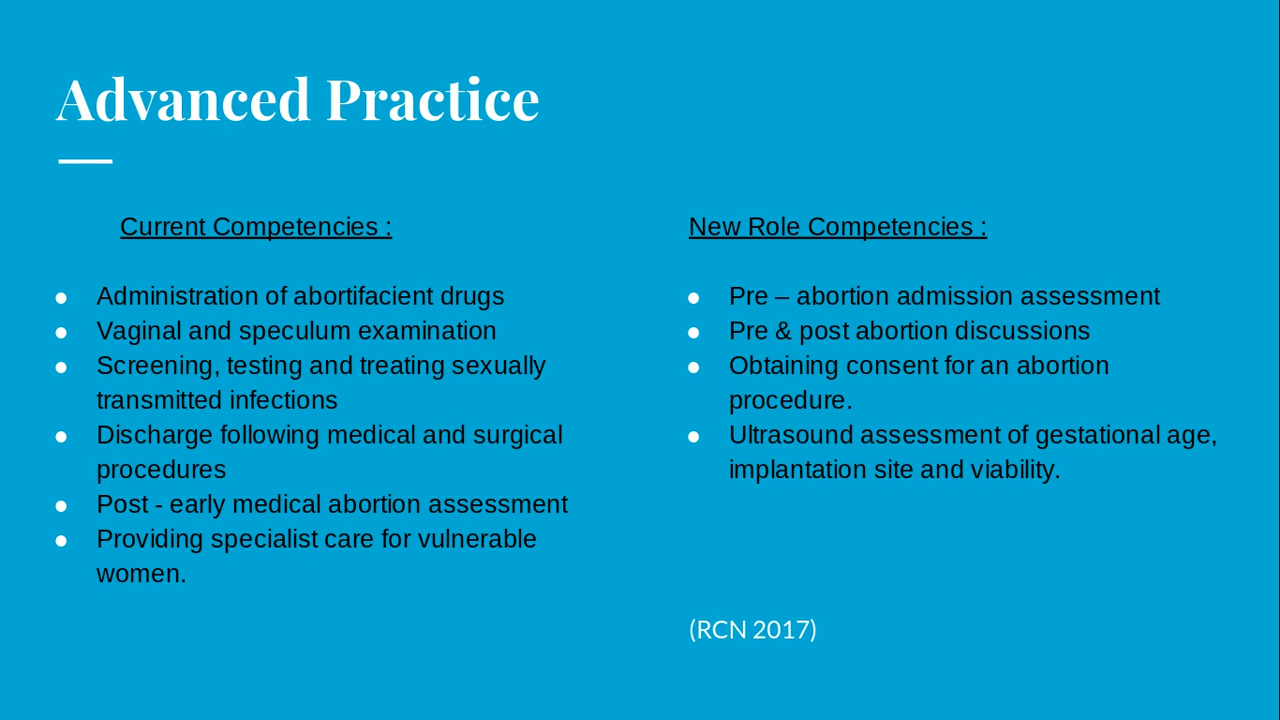 Advanced Practice
Current Competencies :
● Administration of abortifacient drugs
● Vaginal and speculum examination
● Screening, testing and treating sexually
transmitted infections
● Discharge following medical and surgical
procedures
● Post - early medical abortion assessment
● Providing specialist care for vulnerable
women.
New Role Competencies :
● Pre – abortion admission assessment
● Pre & post abortion discussions
● Obtaining consent for an abortion
procedure.
● Ultrasound assessment of gestational age,
implantation site and viability.
(RCN 2017)